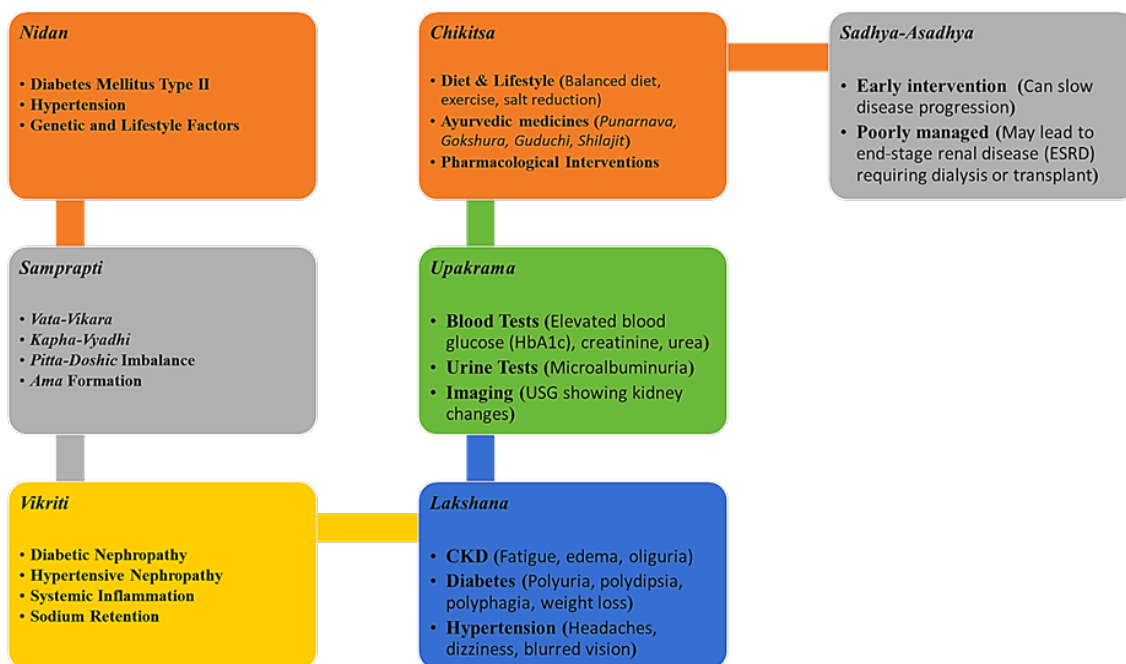 Nidan
• Diabetes Mellitus Type II
• Hypertension
• Genetic and Lifestyle Factors
Samprapti
• Vata-Vikara
• Kapha-Vyadhi
• Pitta-Doshic Imbalance
• Ama Formation
Vikriti
• Diabetic Nephropathy
• Hypertensive Nephropathy
• Systemic Inflammation
• Sodium Retention
Lakshana
• CKD (Fatigue, edema, oliguria)
• Diabetes (Polyuria, polydipsia,
polyphagia, weight loss)
• Hypertension (Headaches,
dizziness, blurred vision)
Upakrama
• Blood Tests (Elevated blood
glucose (HbA1c), creatinine, urea)
• Urine Tests (Microalbuminuria)
• Imaging (USG showing kidney
changes)
Chikitsa
• Diet & Lifestyle (Balanced diet,
exercise, salt reduction)
• Ayurvedic medicines (Punarnava,
Gokshura, Guduchi, Shilajit)
• Pharmacological Interventions
Sadhya-Asadhya
• Early intervention (Can slow
disease progression)
• Poorly managed (May lead to
end-stage renal disease (ESRD)
requiring dialysis or transplant)